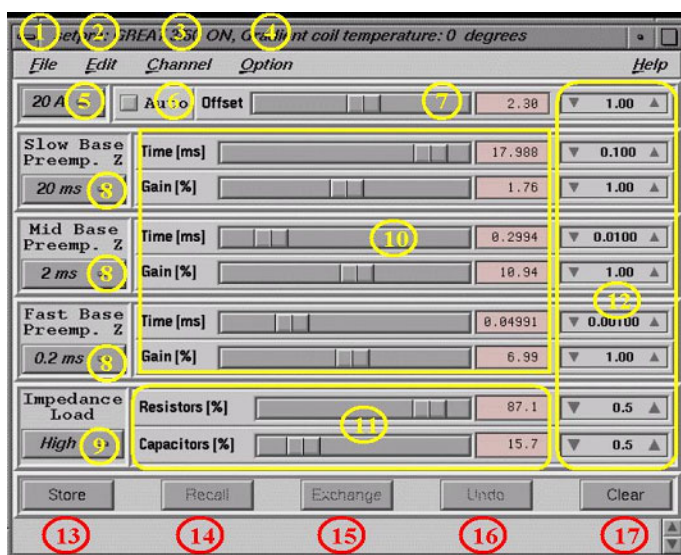 1 2 3 4
setpre: GREAT 3/60 ON, Gradient coil temperature: 0 degrees
File Edit Channel Option Help
20 A 5 Auto 6 Offset 7 2.30 1.00
Slow Base
Preemp. Z
Time [ms] 17.988 0.100
20 ms 8 Gain [%] 1.76 1.00
Mid Base
Preemp. Z
Time [ms] 10 0.2994 0.0100
2 ms 8 Gain [%] 10.94 1.00
12
Fast Base
Preemp. Z
Time [ms] 0.04991 0.00100
0.2 ms 8 Gain [%] 6.99 1.00
Impedance
Load
Resistors [%] 87.1 0.5
11
High 9 Capacitors [%] 15.7 0.5
Store Recall Exchange Undo Clear
13 14 15 16 17